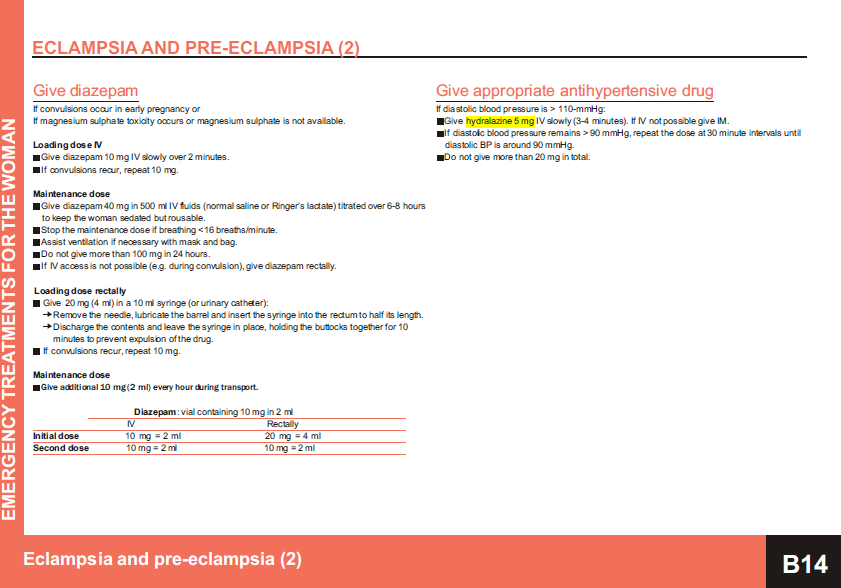 ECLAMPSIA AND PRE-ECLAMPSIA (2)
Give diazepam
If convulsions occur in early pregnancy or
If magnesium sulphate toxicity occurs or magnesium sulphate is not available.
Loading dose IV
■Give diazepam 10 mg IV slowly over 2 minutes.
■If convulsions recur, repeat 10 mg.
Maintenance dose
■Give diazepam 40 mg in 500 ml IV fluids (normal saline or Ringer's lactate) titrated over 6-8 hours
to keep the woman sedated but rousable.
■Stop the maintenance dose if breathing <16 breaths/minute.
■Assist ventilation if necessary with mask and bag.
■Do not give more than 100 mg in 24 hours.
■If IV access is not possible (e.g. during convulsion), give diazepam rectally.
Loading dose rectally
■ Give 20 mg (4 ml) in a 10 ml syringe (or urinary catheter):
→Remove the needle, lubricate the barrel and insert the syringe into the rectum to half its length.
→Discharge the contents and leave the syringe in place, holding the buttocks together for 10
minutes to prevent expulsion of the drug.
■ If convulsions recur, repeat 10 mg.
Maintenance dose
■Give additional 10 mg (2 ml) every hour during transport.
Diazepam: vial containing 10 mg in 2 ml
IV Rectally
Initial dose 10 mg = 2 ml 20 mg = 4 ml
Second dose 10 mg = 2 ml 10 mg = 2 ml
Give appropriate antihypertensive drug
If diastolic blood pressure is > 110-mmHg:
■Give hydralazine 5 mg IV slowly (3-4 minutes). If IV not possible give IM.
■If diastolic blood pressure remains > 90 mmHg, repeat the dose at 30 minute intervals until
diastolic BP is around 90 mmHg.
■Do not give more than 20 mg in total.
EMERGENCY TREATMENTS FOR THE WOMAN
Eclampsia and pre-eclampsia (2)
B14